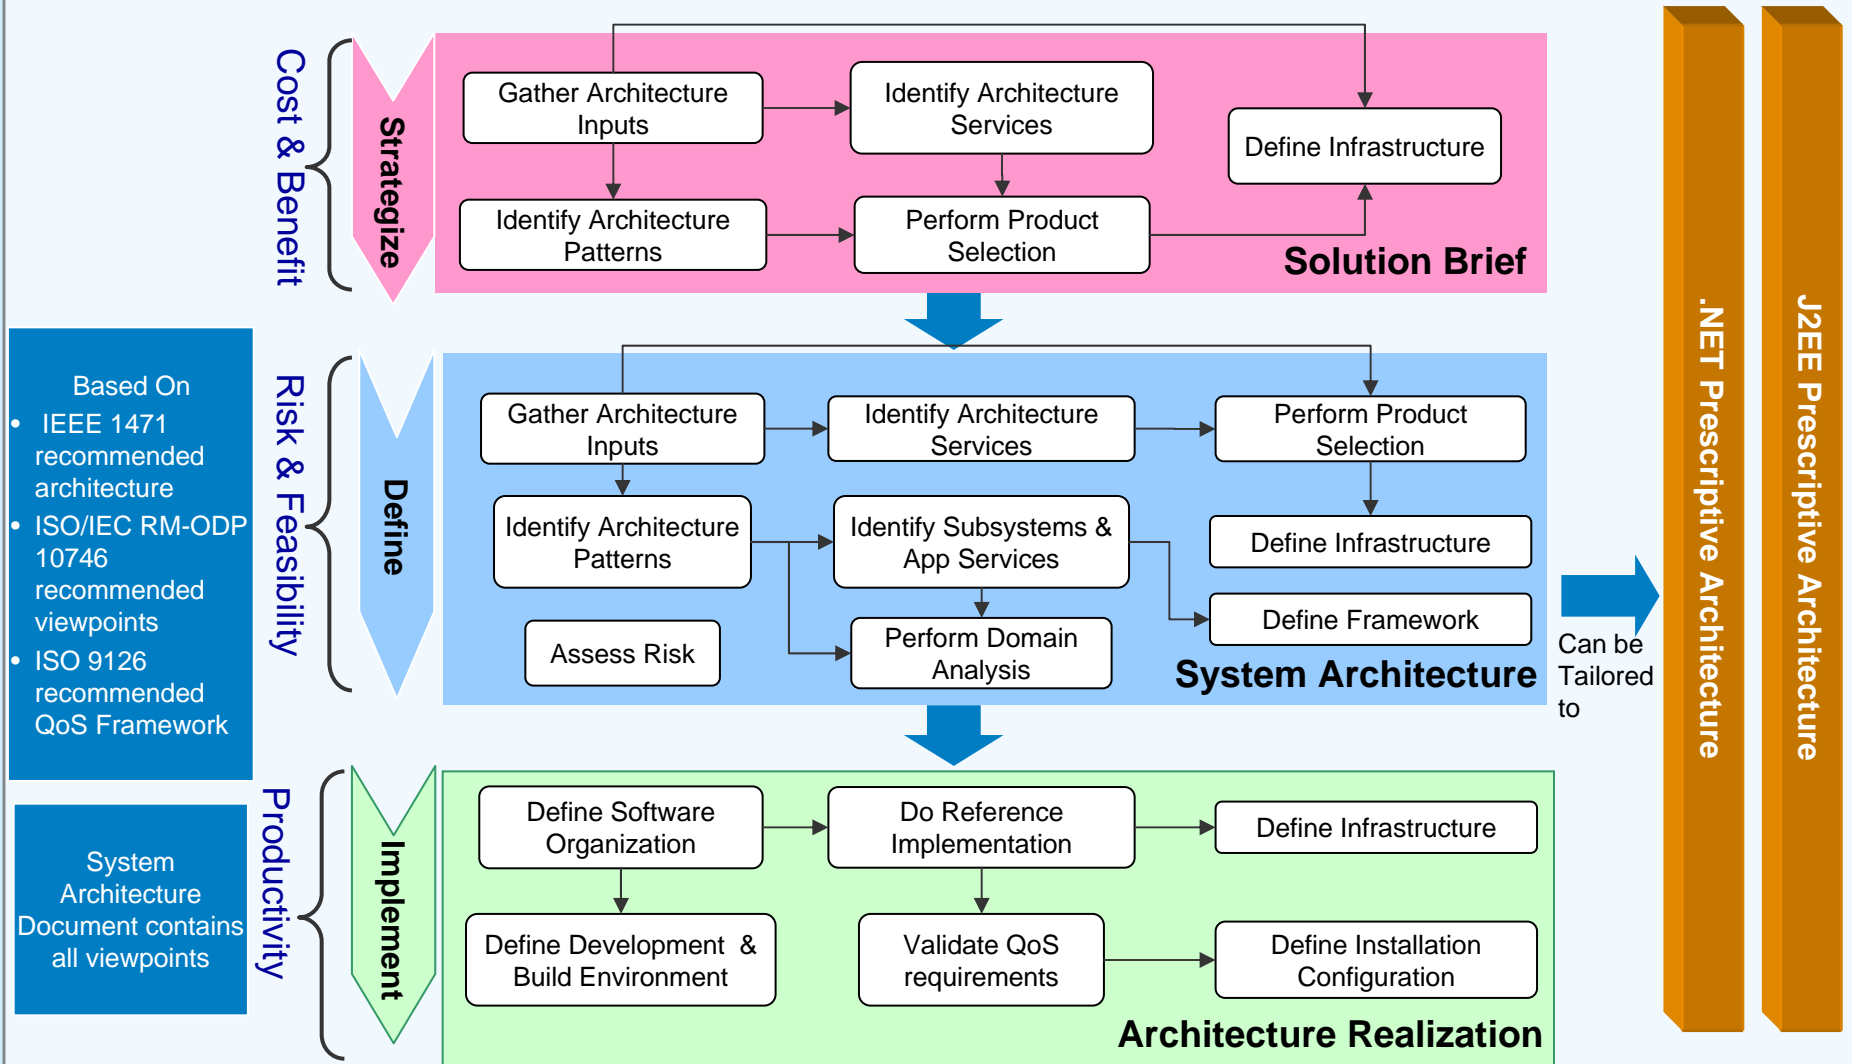 Cost & Benefit
Strategize
Gather Architecture
Inputs
Identify Architecture
Services
Define Infrastructure
Identify Architecture
Patterns
Perform Product
Selection
Solution Brief
Based On
• IEEE 1471
recommended
architecture
• ISO/IEC RM-ODP
10746
recommended
viewpoints
• ISO 9126
recommended
QoS Framework
Risk & Feasibility
Define
Gather Architecture
Inputs
Identify Architecture
Services
Perform Product
Selection
Identify Architecture
Patterns
Identify Subsystems &
App Services
Define Infrastructure
Define Framework
Assess Risk
Perform Domain
Analysis
System Architecture
Can be
Tailored
to
.NET Prescriptive Architecture
J2EE Prescriptive Architecture
System
Architecture
Document contains
all viewpoints
Productivity
Implement
Define Software
Organization
Do Reference
Implementation
Define Infrastructure
Define Development &
Build Environment
Validate QoS
requirements
Define Installation
Configuration
Architecture Realization